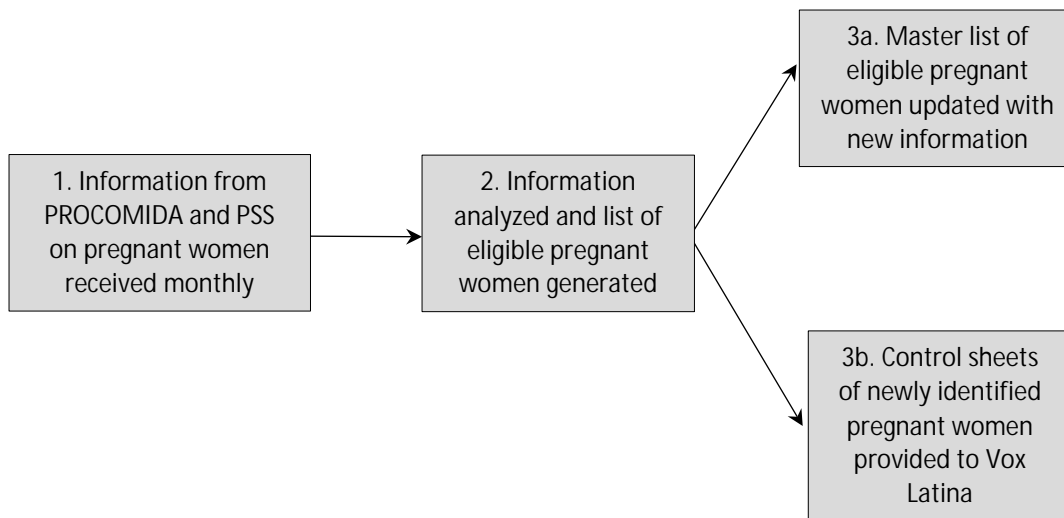 1. Information from
PROCOMIDA and PSS
on pregnant women
received monthly
2. Information
analyzed and list of
eligible pregnant
women generated
3a. Master list of
eligible pregnant
women updated with
new information
3b. Control sheets
of newly identified
pregnant women
provided to Vox
Latina